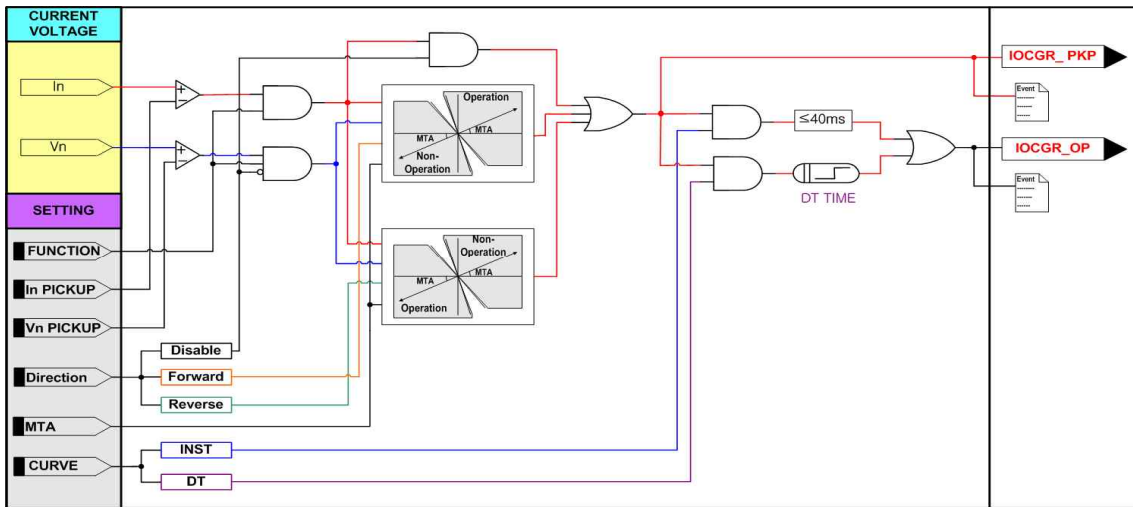 CURRENT
VOLTAGE
In
Vn
SETTING
FUNCTION
In PICKUP
Vn PICKUP
Direction
MTA
CURVE
Disable
Forward
Reverse
INST
DT
+
−
+
−
Operation
MTA
MTA
Non-
Operation
Non-
Operation
MTA
MTA
Operation
≤40ms
DT TIME
IOCGR_ PKP
Event
IOCGR_OP
Event